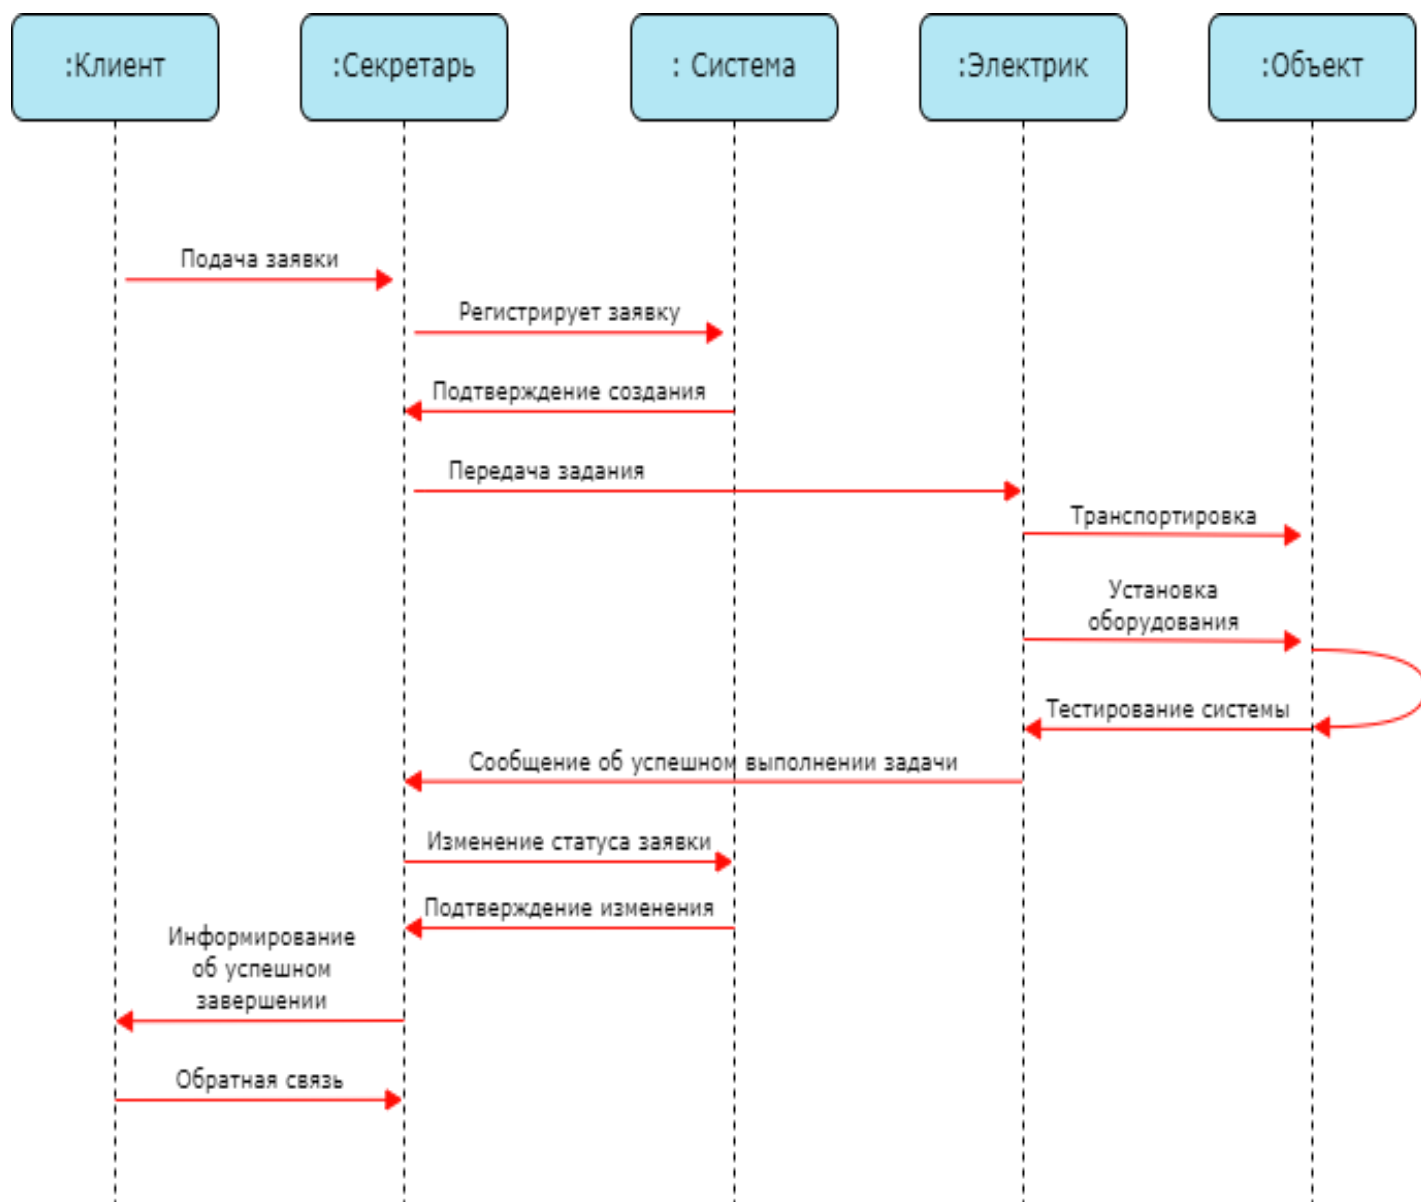 :Клиент
:Секретарь
: Система
:Электрик
:Объект
Подача заявки
Регистрирует заявку
Подтверждение создания
Передача задания
Транспортировка
Установка
оборудования
Тестирование системы
Сообщение об успешном выполнении задачи
Изменение статуса заявки
Подтверждение изменения
Информирование
об успешном
завершении
Обратная связь